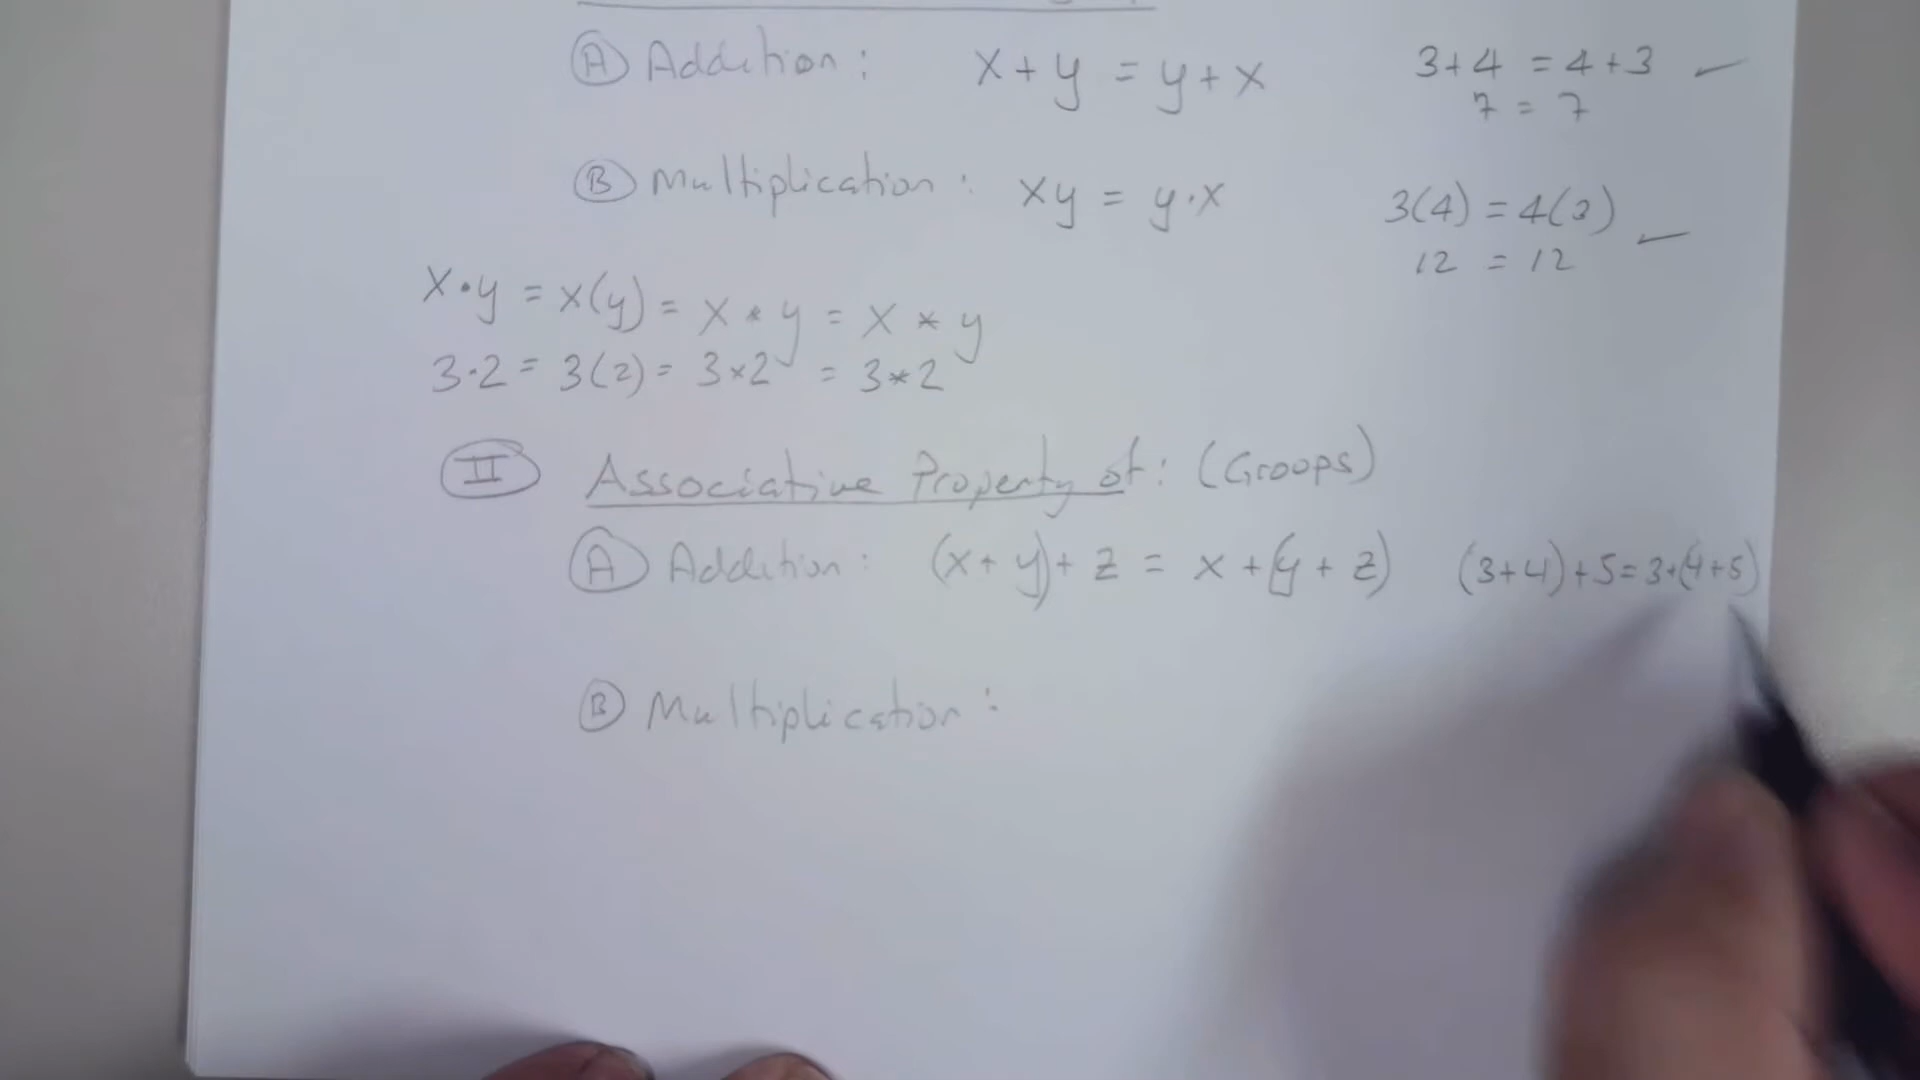 Ⓐ Addition: x + y = y + x 3+4 = 4+3 ✓
7 = 7
Ⓑ Multiplication: xy = y·x 3(4) = 4(3) ✓
12 = 12
x·y = x(y) = x * y = x * y
3·2 = 3(2) = 3×2 = 3*2
II Associative Property of: (Groops)
Ⓐ Addition: (x + y) + z = x + (y + z) (3+4)+5=3+(4+5)
Ⓑ Multiplication: